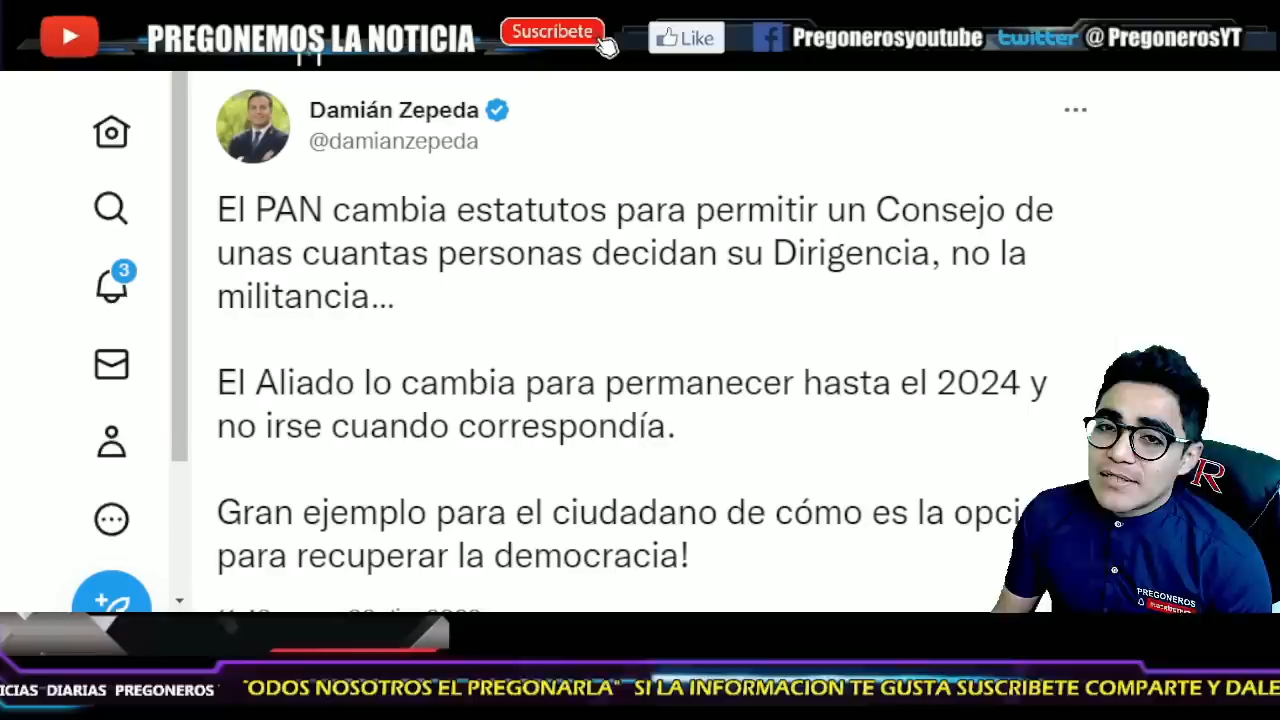 PREGONEMOS LA NOTICIA
Suscríbete
Like
Pregonerosyoutube
twitter @PregonerosYT
Damián Zepeda
@damianzepeda
3
El PAN cambia estatutos para permitir un Consejo de
unas cuantas personas decidan su Dirigencia, no la
militancia...
El Aliado lo cambia para permanecer hasta el 2024 y
no irse cuando correspondía.
Gran ejemplo para el ciudadano de cómo es la opci
para recuperar la democracia!
R
PREGONEROS
ICIAS DIARIAS PREGONEROS
"ODOS NOSOTROS EL PREGONARLA" SI LA INFORMACION TE GUSTA SUSCRIBETE COMPARTE Y DALE